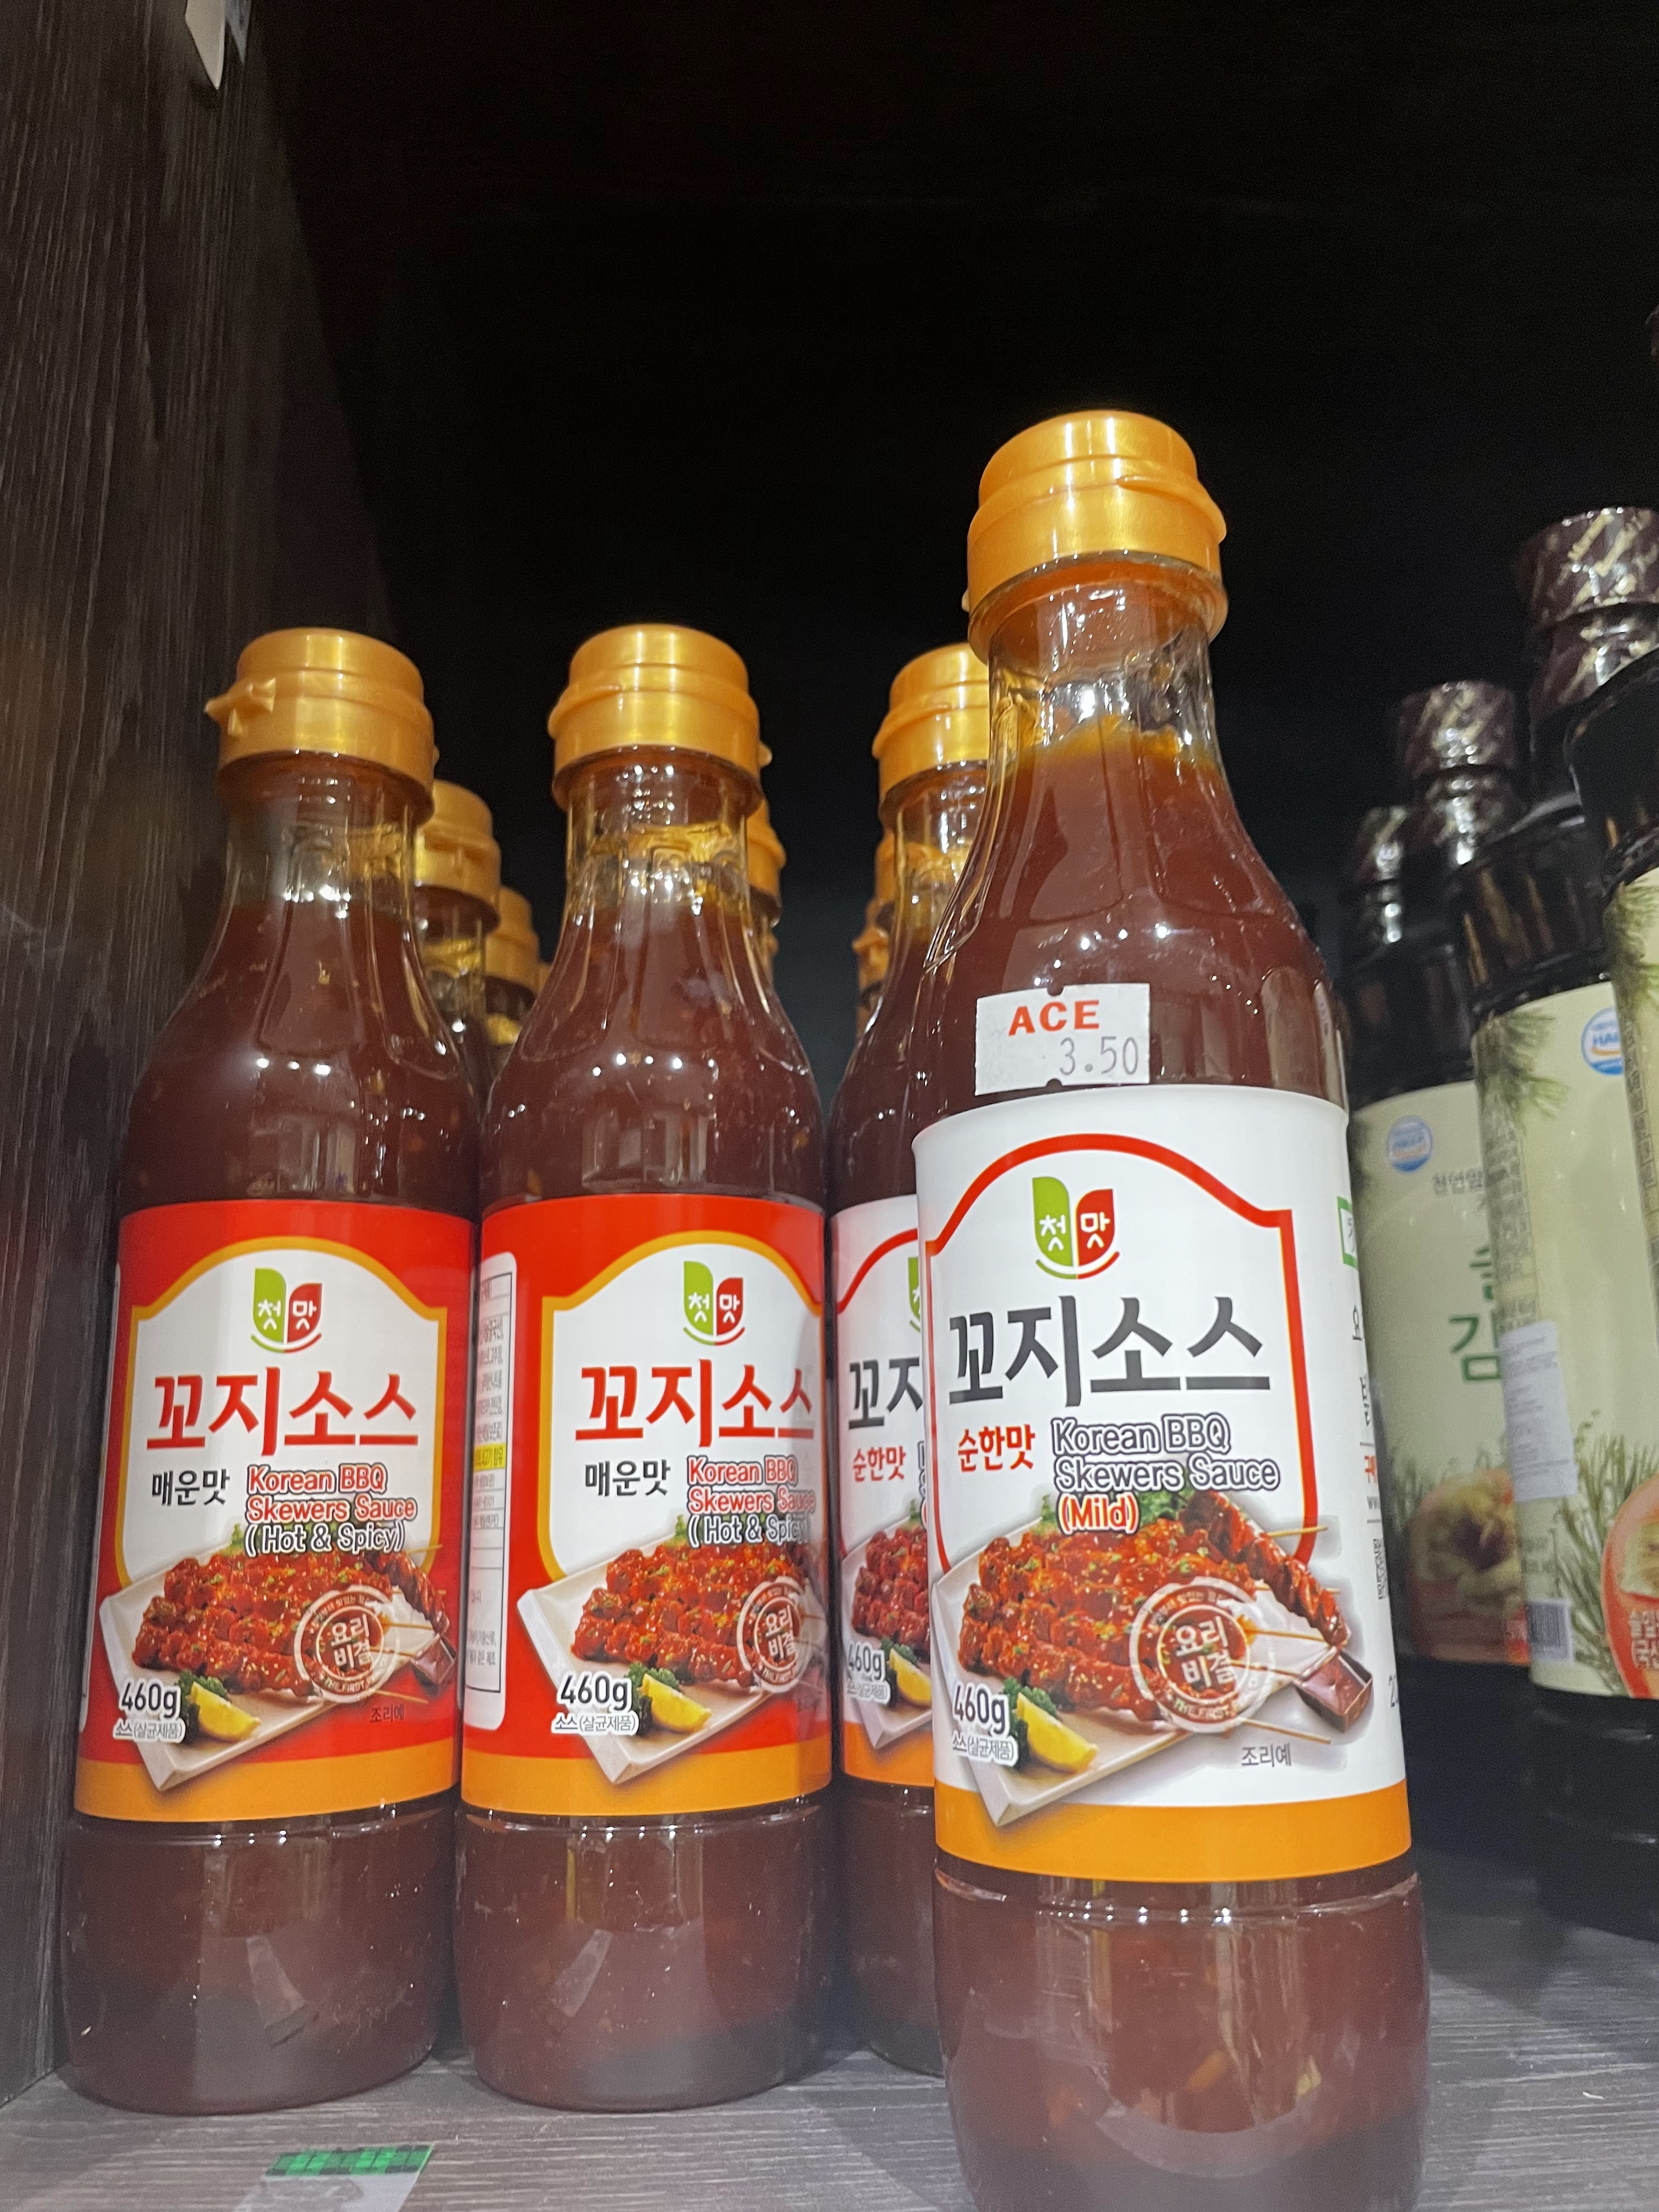 ACE
3.50
첫맛
꼬지소스
순한맛
Korean BBQ
Skewers Sauce
(Mild)
요리
비결
460g
소스(살균제품)
조리예
첫맛
꼬지소스
매운맛
Korean BBQ
Skewers Sauce
( Hot & Spicy)
요리
비결
460g
소스(살균제품)
조리예
첫맛
꼬지소스
매운맛
Korean BBQ
Skewers Sauce
( Hot & Spicy)
요리
비결
460g
소스(살균제품)
꼬지
순한맛
460g